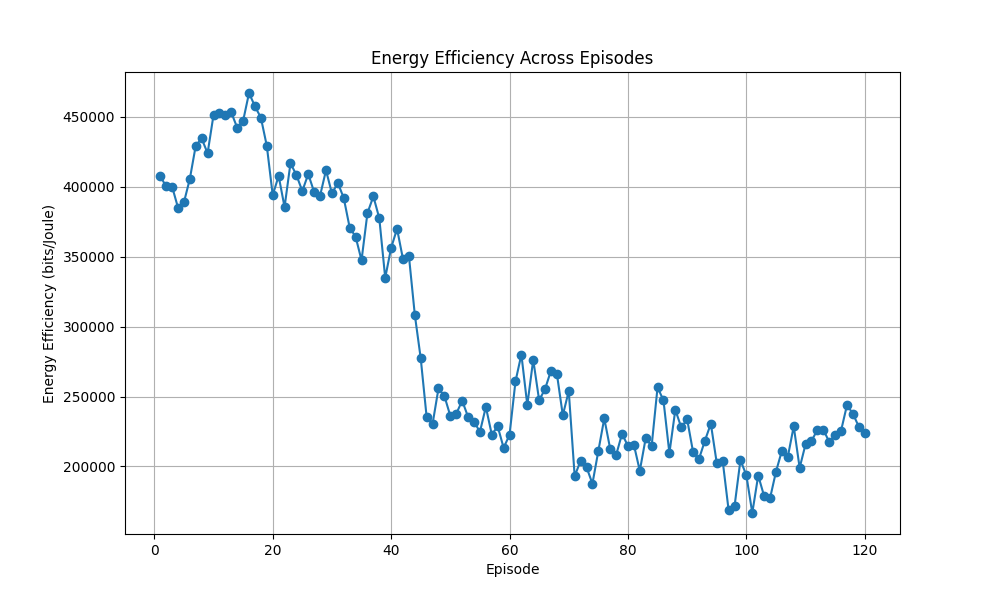 Energy Efficiency Across Episodes
Energy Efficiency (bits/Joule)
450000
400000
350000
300000
250000
200000
0 20 40 60 80 100 120
Episode